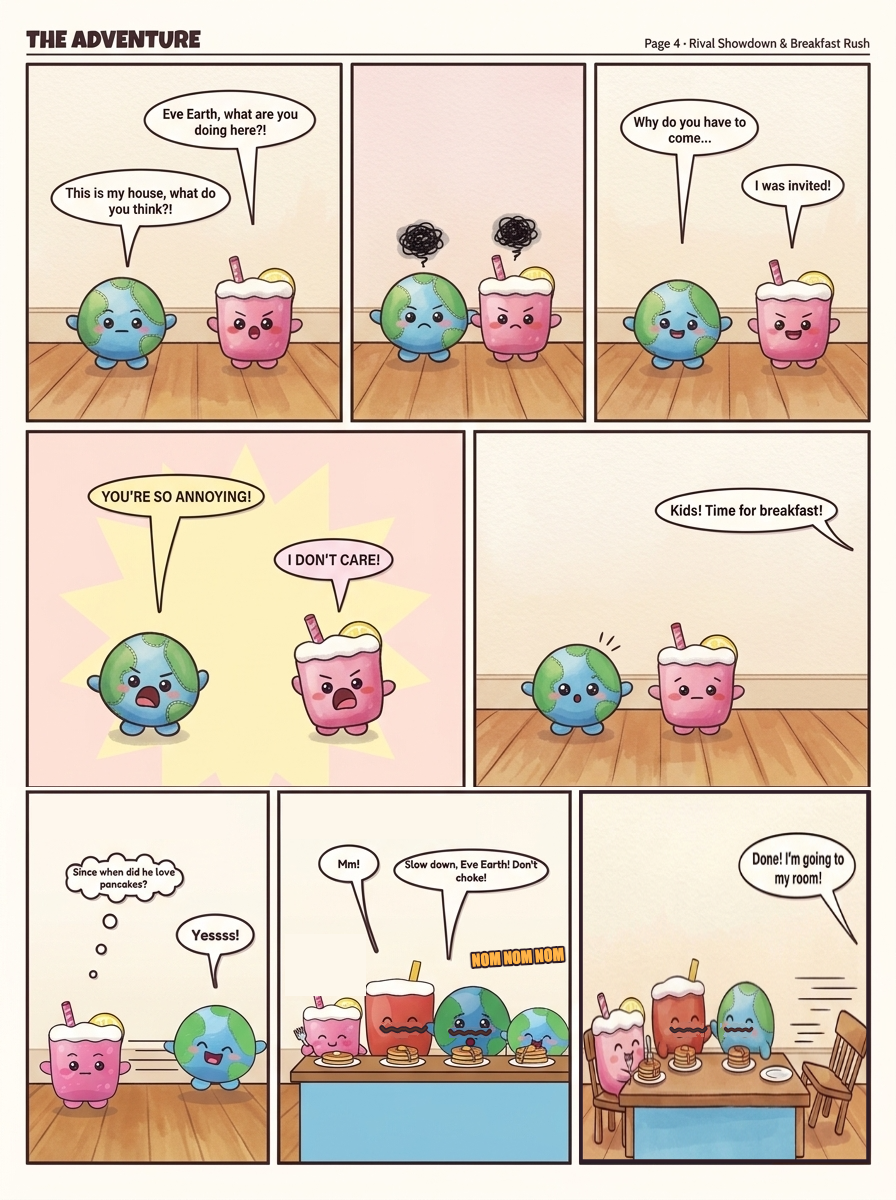 THE ADVENTURE
Page 4 · Rival Showdown & Breakfast Rush
Eve Earth, what are you
doing here?!
This is my house, what do
you think?!
Why do you have to
come...
I was invited!
YOU'RE SO ANNOYING!
I DON'T CARE!
Kids! Time for breakfast!
Since when did he love
pancakes?
Yessss!
Mm!
Slow down, Eve Earth! Don't
choke!
NOM NOM NOM
Done! I'm going to
my room!